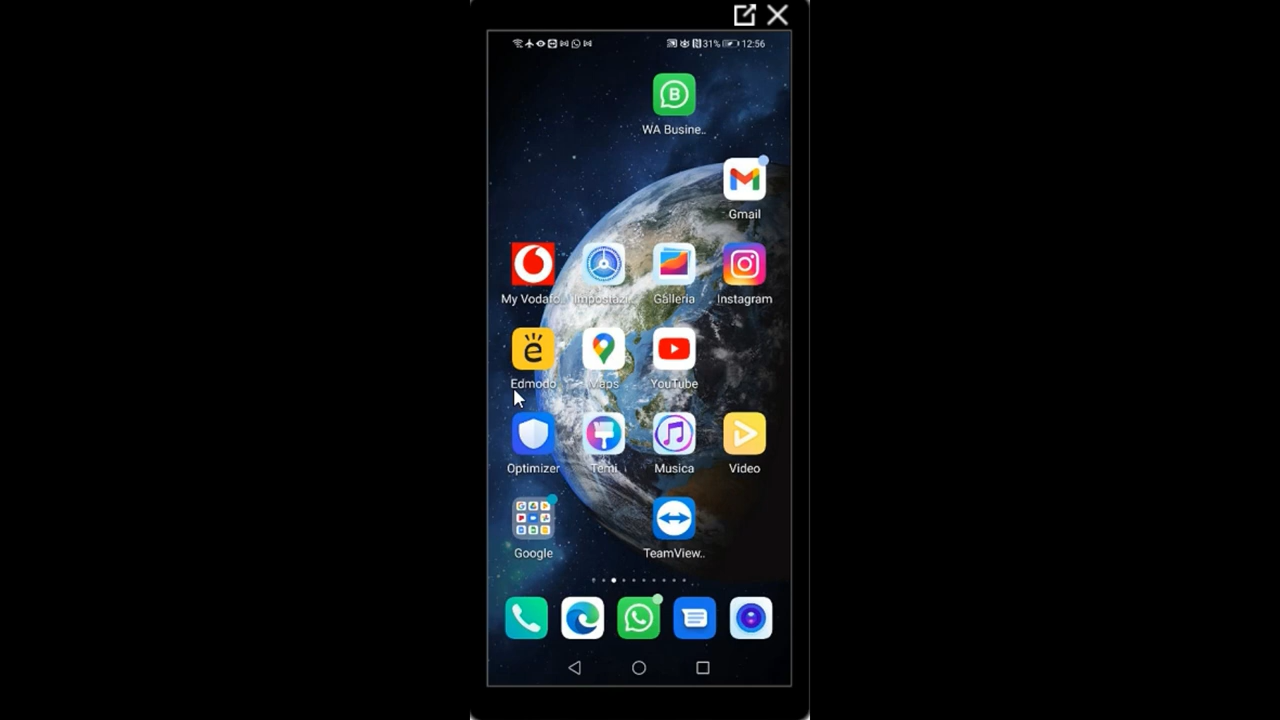 31% 12:56
WA Busine..
Gmail
My Vodafo..
Impostazi..
Galleria
Instagram
Edmodo
Maps
YouTube
Optimizer
Temi
Musica
Video
Google
TeamView..